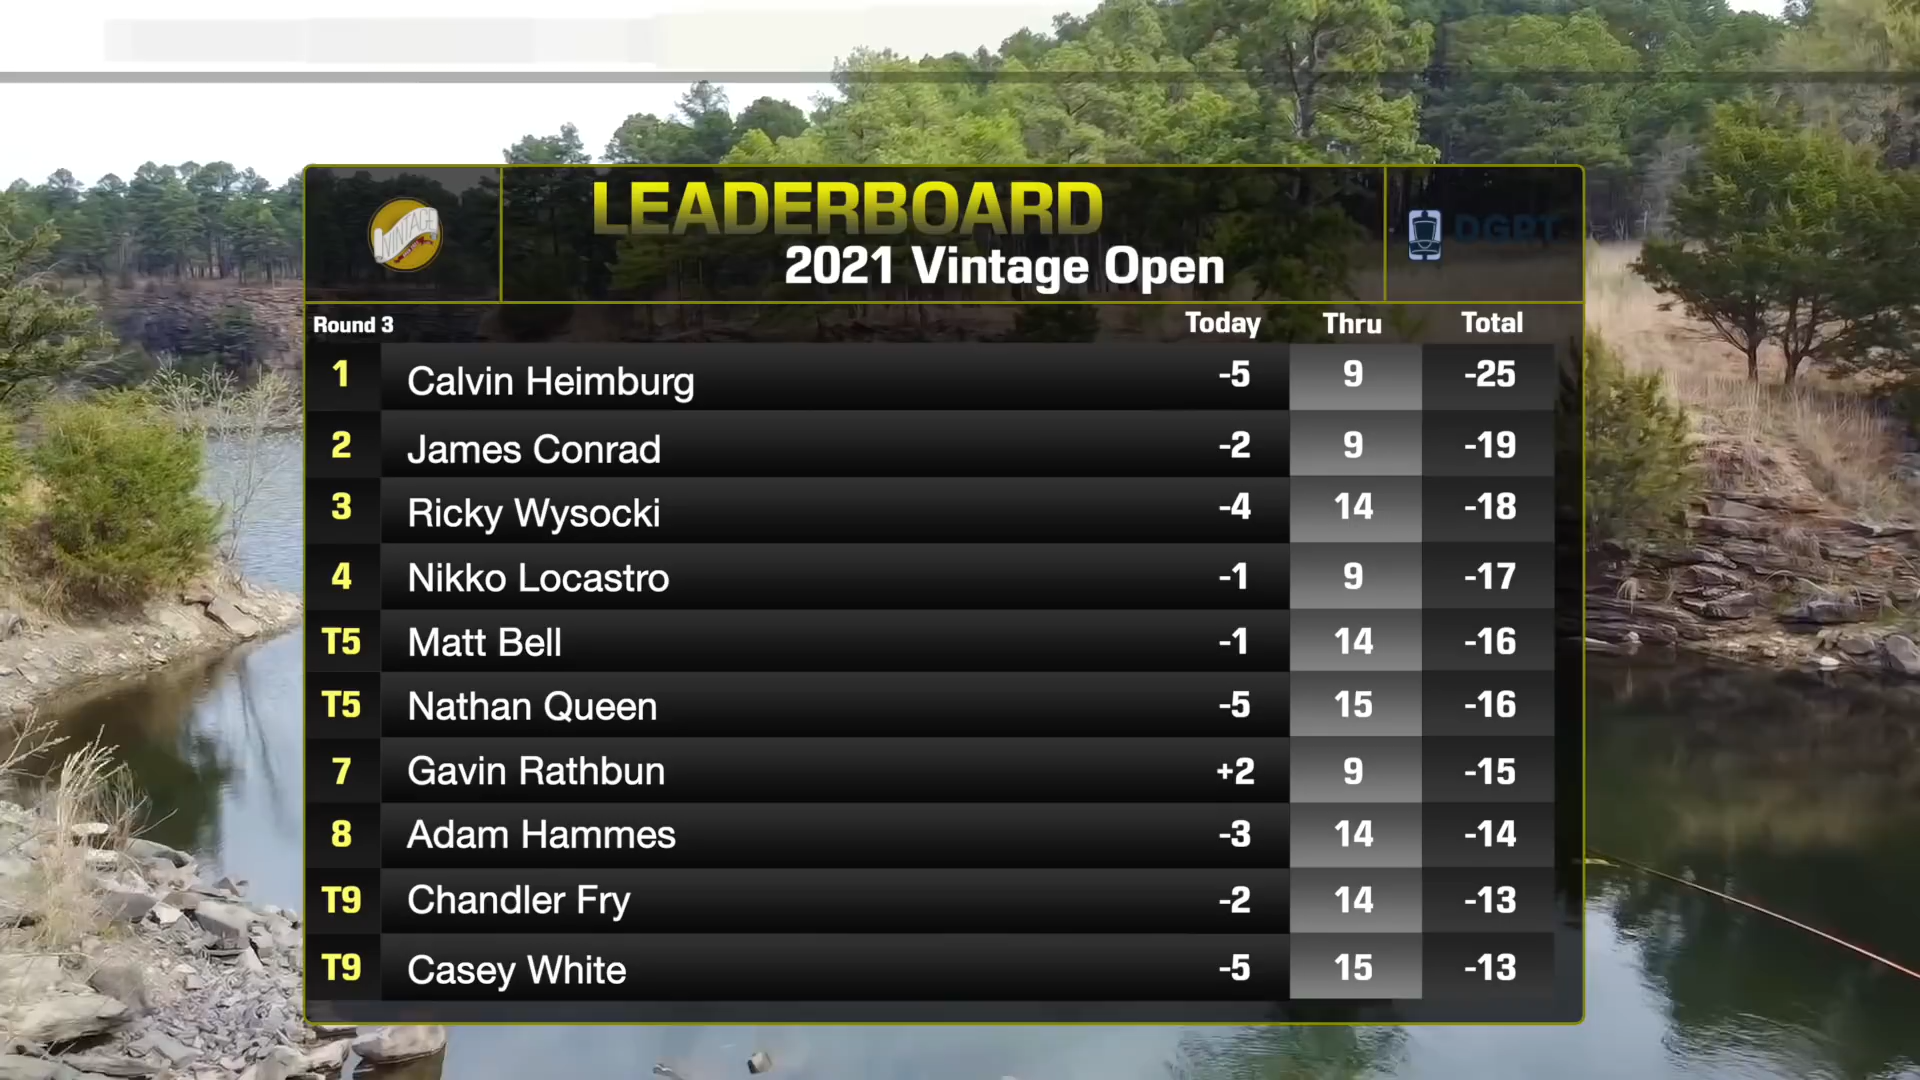 VINTAGE
LEADERBOARD
2021 Vintage Open
DGPT
Round 3 Today Thru Total
1 Calvin Heimburg -5 9 -25
2 James Conrad -2 9 -19
3 Ricky Wysocki -4 14 -18
4 Nikko Locastro -1 9 -17
T5 Matt Bell -1 14 -16
T5 Nathan Queen -5 15 -16
7 Gavin Rathbun +2 9 -15
8 Adam Hammes -3 14 -14
T9 Chandler Fry -2 14 -13
T9 Casey White -5 15 -13